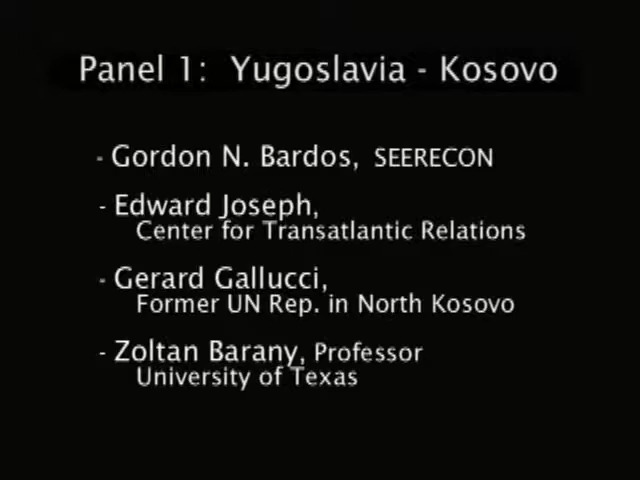 Panel 1: Yugoslavia - Kosovo
- Gordon N. Bardos, SEERECON
- Edward Joseph,
Center for Transatlantic Relations
- Gerard Gallucci,
Former UN Rep. in North Kosovo
- Zoltan Barany, Professor
University of Texas